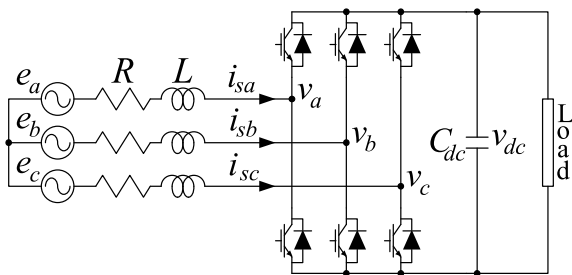 e_a R L i_sa v_a
e_b i_sb v_b
e_c i_sc v_c
C_dc v_dc
Load